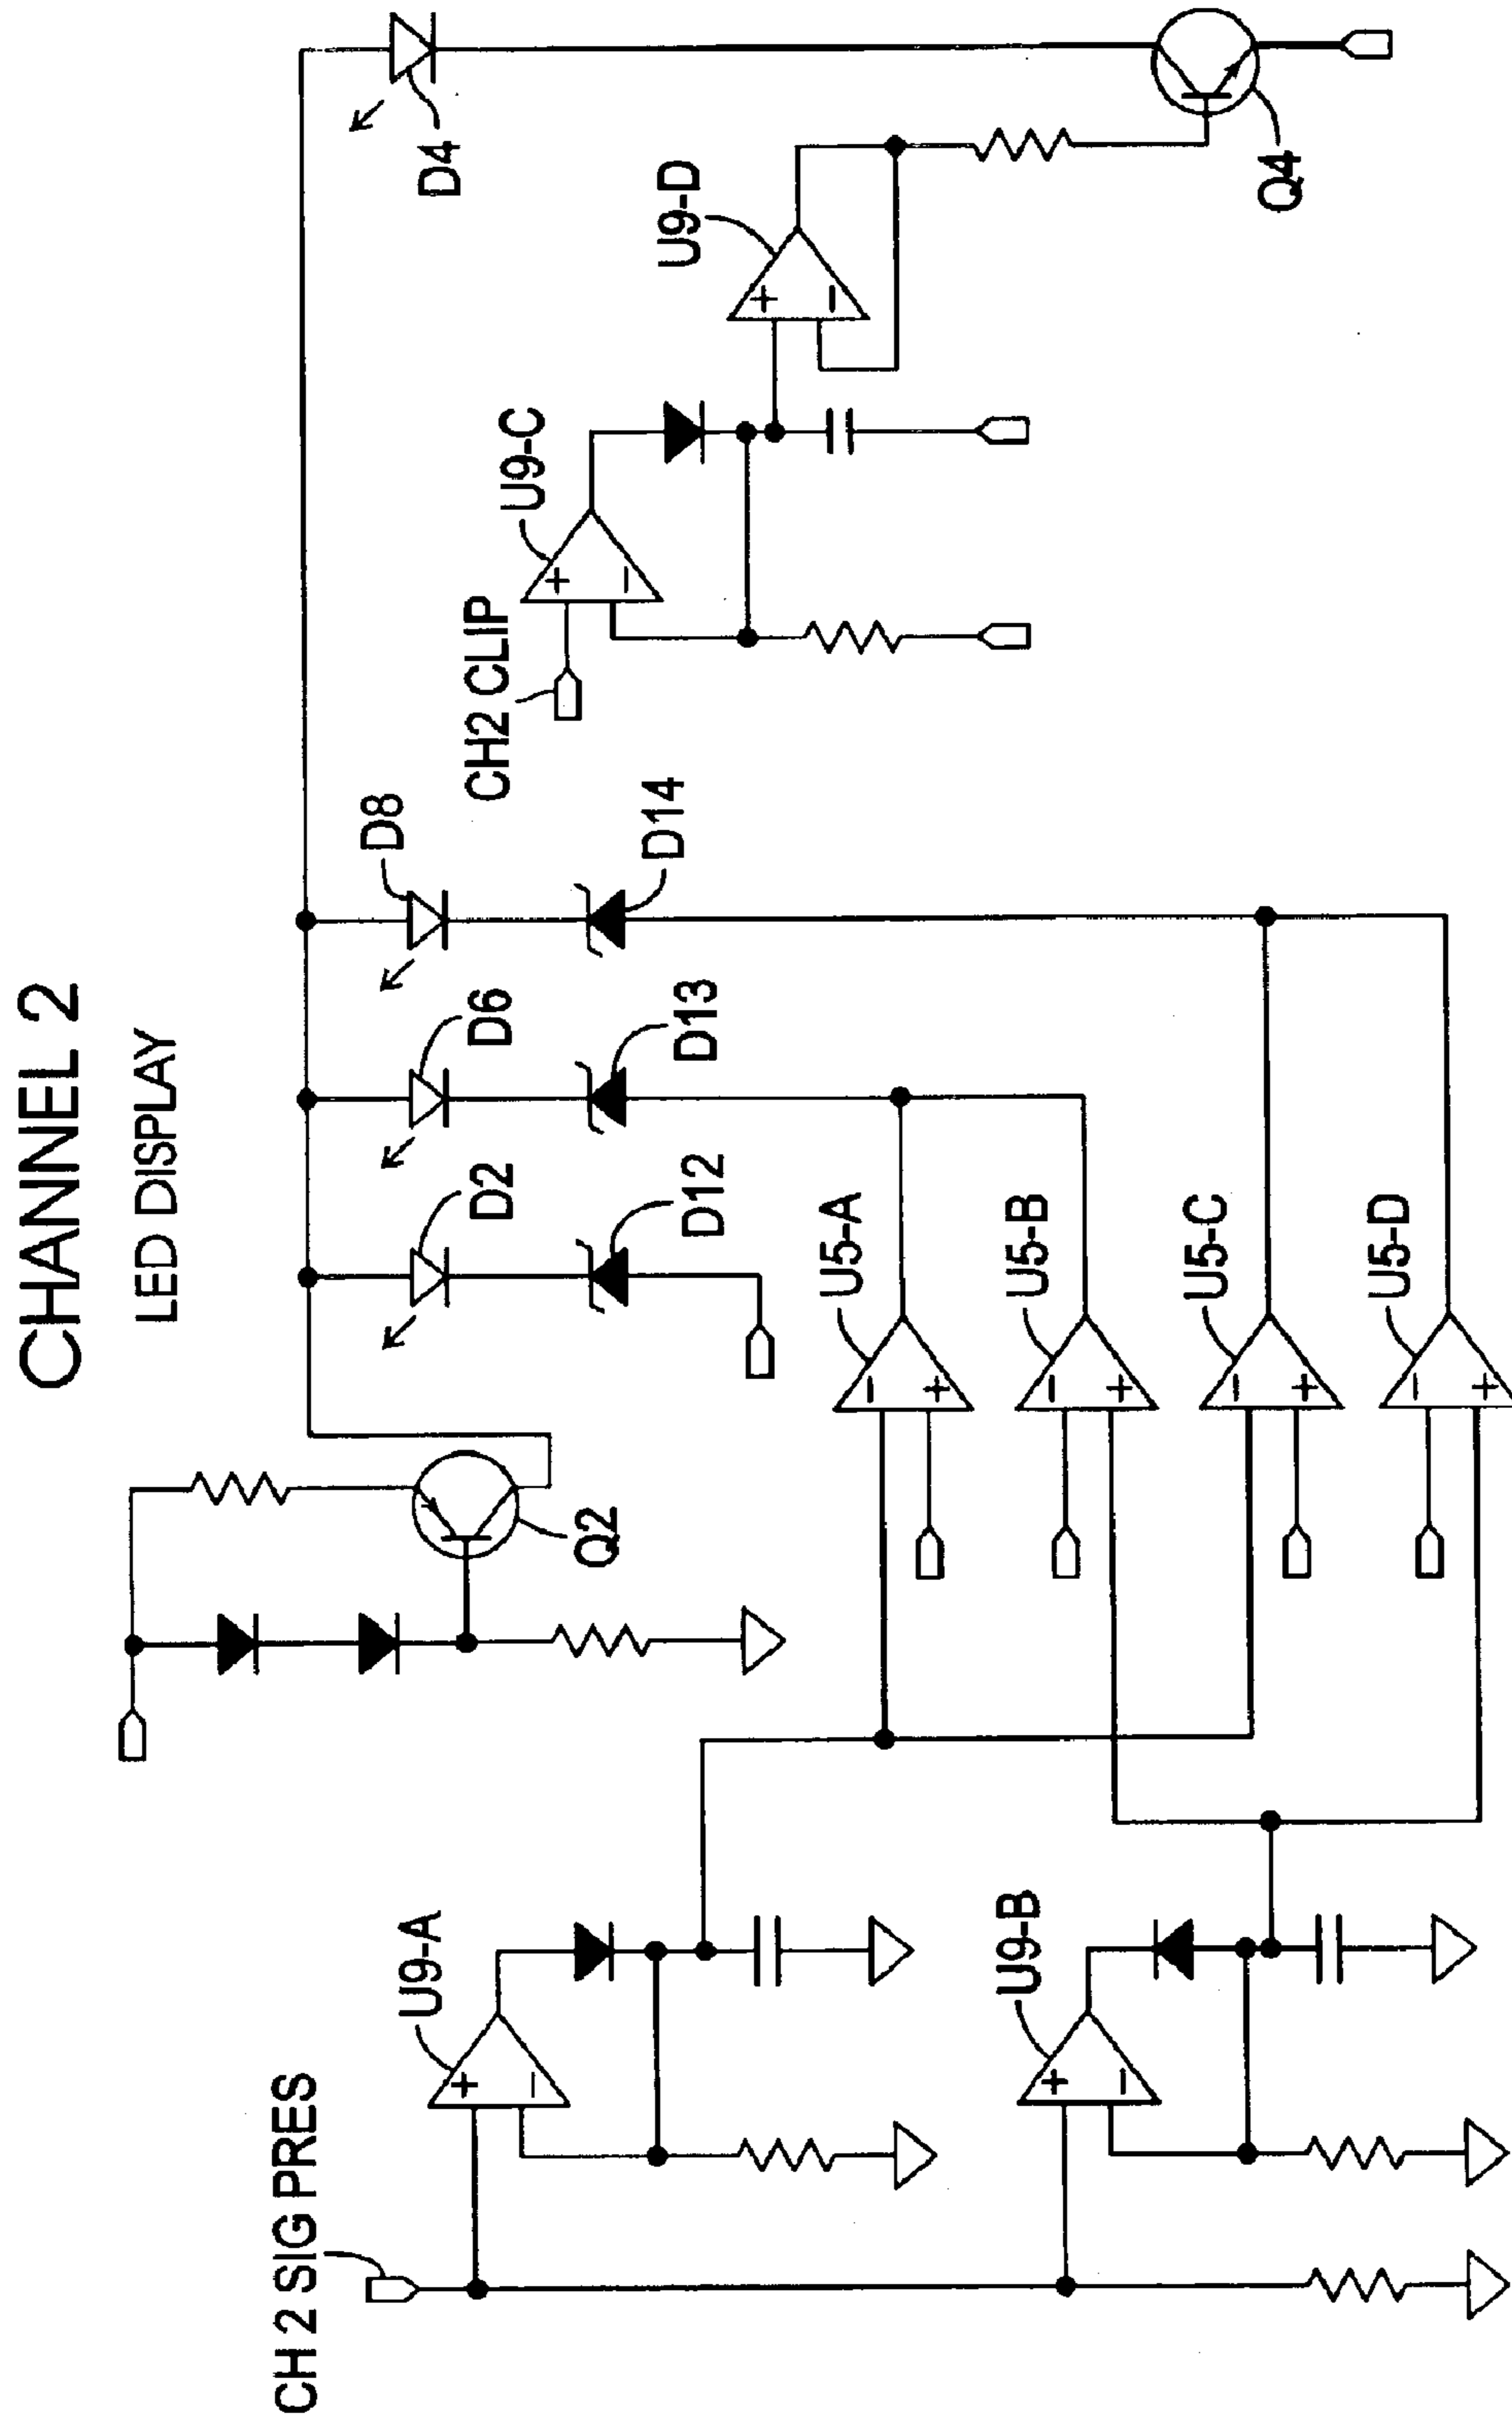 CHANNEL 2
LED DISPLAY
CH 2 SIG PRES
U9-A
U9-B
Q2
D2
D12
D6
D13
D8
D14
U5-A
U5-B
U5-C
U5-D
CH2 CLIP
U9-C
U9-D
D4
Q4
+
−
+
−
−
+
−
+
−
+
−
+
+
−
+
−